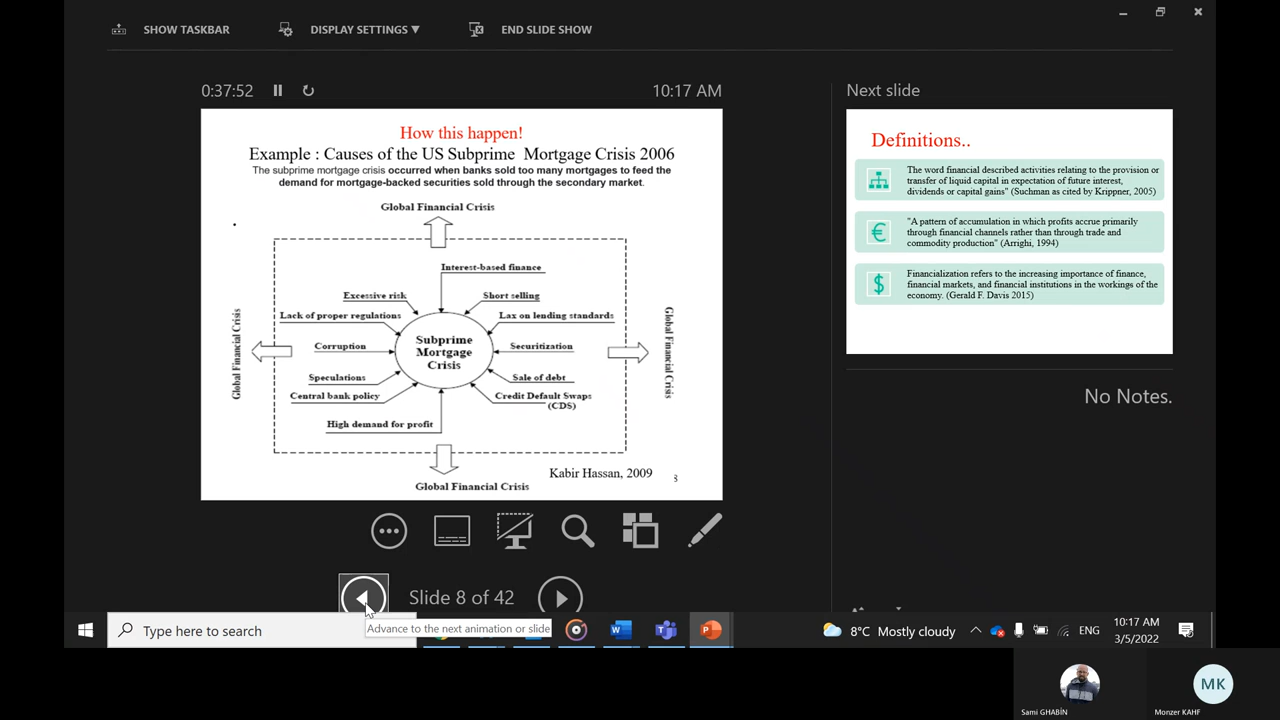 SHOW TASKBAR
DISPLAY SETTINGS ▼
END SLIDE SHOW
0:37:52
10:17 AM
How this happen!
Example : Causes of the US Subprime Mortgage Crisis 2006
The subprime mortgage crisis occurred when banks sold too many mortgages to feed the
demand for mortgage-backed securities sold through the secondary market.
Global Financial Crisis
Interest-based finance
Excessive risk
Short selling
Lack of proper regulations
Lax on lending standards
Corruption
Subprime
Mortgage
Crisis
Securitization
Speculations
Sale of debt
Central bank policy
Credit Default Swaps
(CDS)
High demand for profit
Global Financial Crisis
Global Financial Crisis
Global Financial Crisis
Kabir Hassan, 2009
8
Next slide
Definitions..
The word financial described activities relating to the provision or
transfer of liquid capital in expectation of future interest,
dividends or capital gains" (Suchman as cited by Krippner, 2005)
"A pattern of accumulation in which profits accrue primarily
through financial channels rather than through trade and
commodity production" (Arrighi, 1994)
Financialization refers to the increasing importance of finance,
financial markets, and financial institutions in the workings of the
economy. (Gerald F. Davis 2015)
No Notes.
Slide 8 of 42
Advance to the next animation or slide
Type here to search
8°C Mostly cloudy
ENG
10:17 AM
3/5/2022
Sami GHABİN
MK
Monzer KAHF